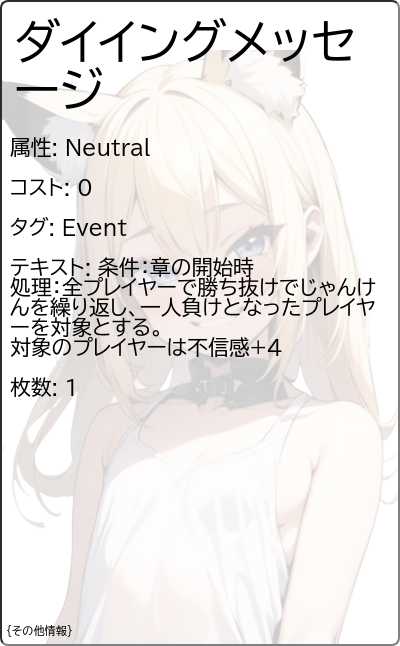 ダイイングメッセ
ージ
属性: Neutral
コスト: 0
タグ: Event
テキスト: 条件：章の開始時
処理：全プレイヤーで勝ち抜けでじゃんけ
んを繰り返し、一人負けとなったプレイヤ
ーを対象とする。
対象のプレイヤーは不信感+4
枚数: 1
{その他情報}